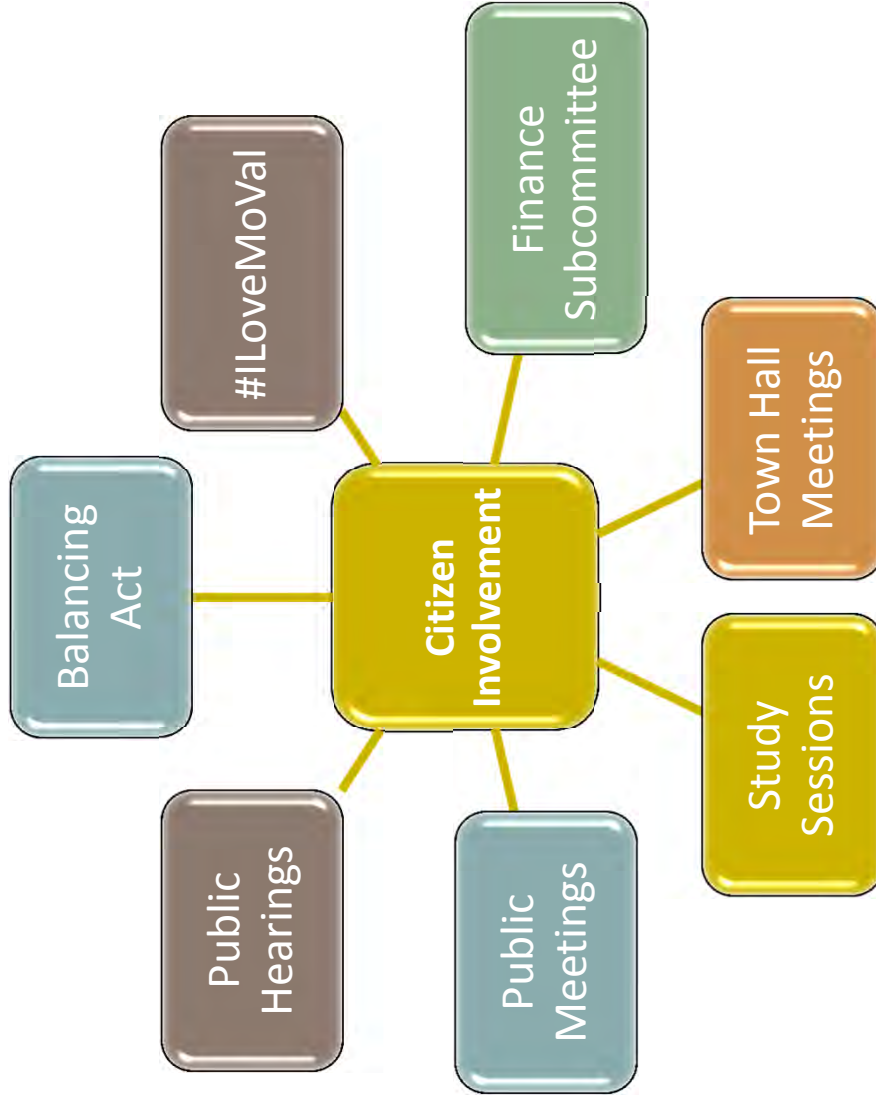 Balancing
Act
#ILoveMoVal
Finance
Subcommittee
Town Hall
Meetings
Study
Sessions
Public
Meetings
Public
Hearings
Citizen
Involvement